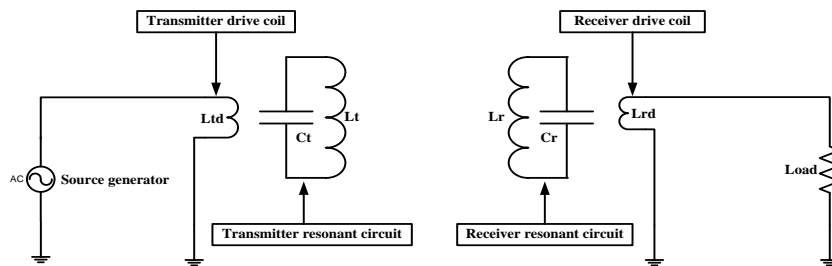 Transmitter drive coil
Receiver drive coil
Ltd
Ct
Lt
Lr
Cr
Lrd
AC
Source generator
Load
Transmitter resonant circuit
Receiver resonant circuit